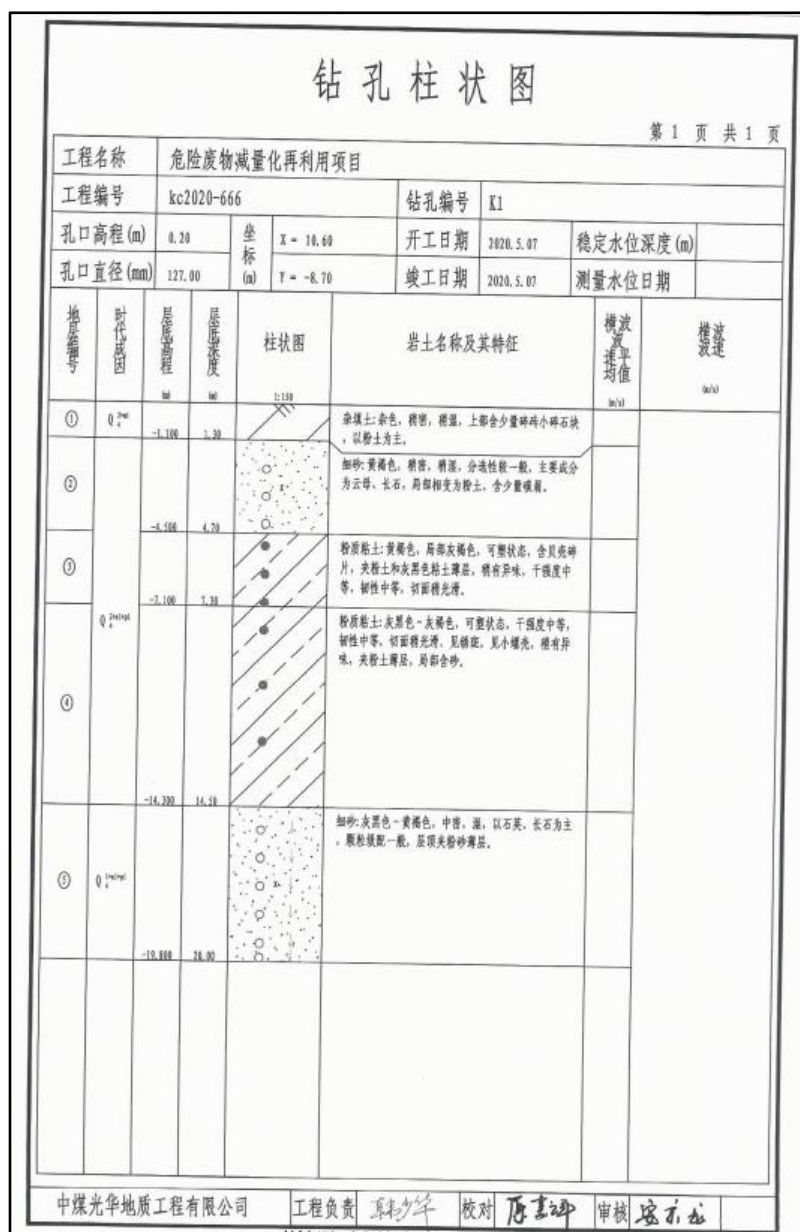 钻孔柱状图
第 1 页 共 1 页
工程名称 危险废物减量化再利用项目
工程编号 kc2020-666 钻孔编号 K1
孔口高程(m) 0.20 坐标(m) X = 10.60 开工日期 2020.5.07 稳定水位深度(m)
孔口直径(mm) 127.00 Y = -8.70 竣工日期 2020.5.07 测量水位日期
地层编号 时代成因 层底高程(m) 层底深度(m) 柱状图 1:150 岩土名称及其特征 横波波速平均值(m/s) 横波波速(m/s)
① -1.100 1.30 杂填土:杂色,稍密,稍湿,上部含少量碎砖小碎石块
,以粉土为主。
② -4.500 4.70 细砂:黄褐色,稍密,稍湿,分选性较一般,主要成分
为云母、长石,局部相变为粉土,含少量碳屑。
③ -7.100 7.30 粉质粘土:黄褐色,局部灰褐色,可塑状态,含贝壳碎
片,夹粉土和灰黑色粘土薄层,稍有异味,干强度中
等,韧性中等,切面稍光滑。
④ -14.300 14.50 粉质粘土:灰黑色-灰褐色,可塑状态,干强度中等,
韧性中等,切面稍光滑,见锈斑,见小螺壳,稍有异
味,夹粉土薄层,局部含砂。
⑤ -19.800 20.00 细砂:灰黑色-黄褐色,中密,湿,以石英、长石为主
,颗粒级配一般,层顶夹粉砂薄层。
中煤光华地质工程有限公司 工程负责 校对 审核